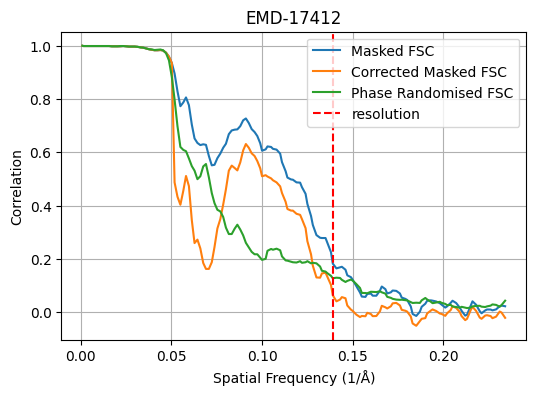 EMD-17412
Masked FSC
Corrected Masked FSC
Phase Randomised FSC
resolution
Correlation
1.0
0.8
0.6
0.4
0.2
0.0
0.00
0.05
0.10
0.15
0.20
Spatial Frequency (1/Å)